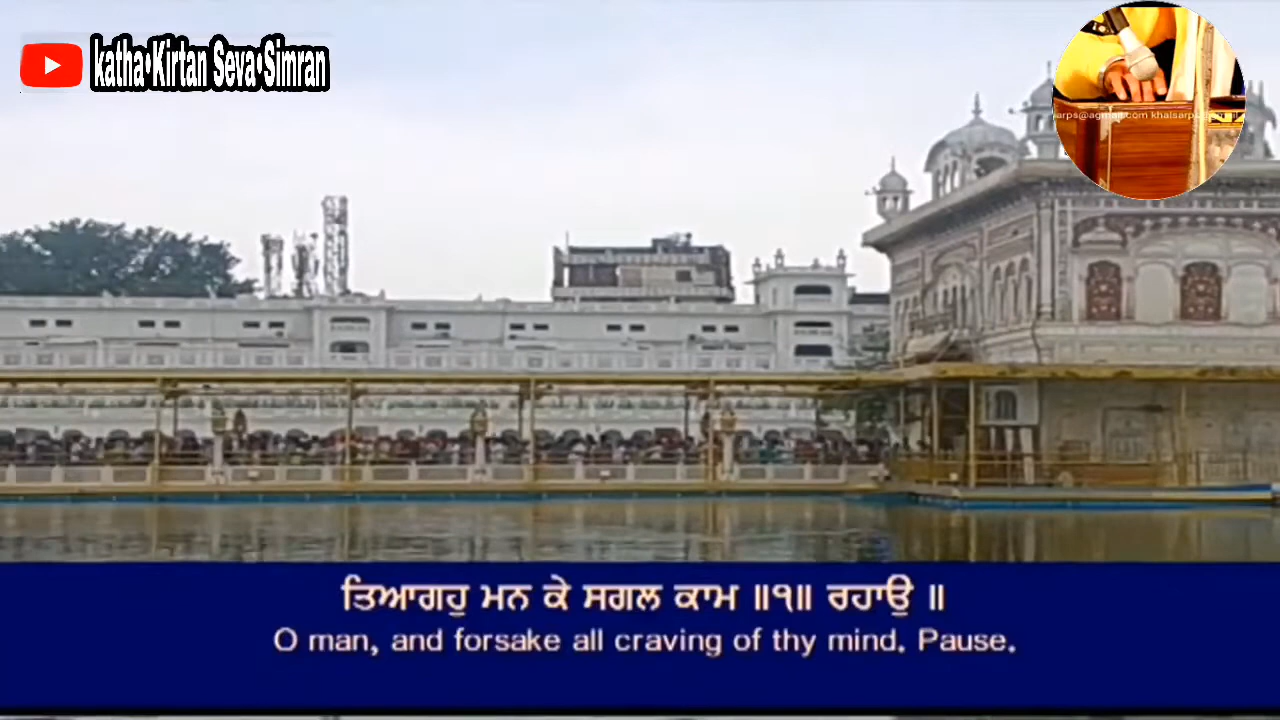 katha•Kirtan Seva•Simran
ਤਿਆਗਹੁ ਮਨ ਕੇ ਸਗਲ ਕਾਮ ॥੧॥ ਰਹਾਉ ॥
O man, and forsake all craving of thy mind. Pause.